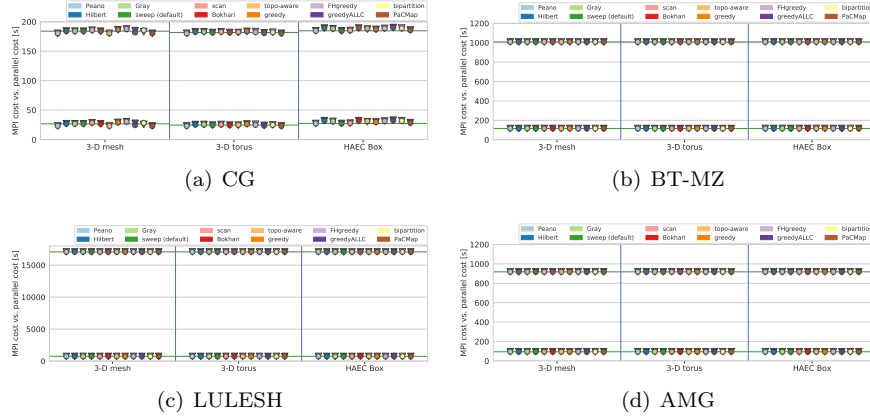 Peano Gray scan topo-aware FHgreedy bipartition
Hilbert sweep (default) Bokhari greedy greedyALLC PaCMap
MPI cost vs. parallel cost [s]
200
150
100
50
0
3-D mesh 3-D torus HAEC Box
(a) CG
Peano Gray scan topo-aware FHgreedy bipartition
Hilbert sweep (default) Bokhari greedy greedyALLC PaCMap
MPI cost vs. parallel cost [s]
1200
1000
800
600
400
200
0
3-D mesh 3-D torus HAEC Box
(b) BT-MZ
Peano Gray scan topo-aware FHgreedy bipartition
Hilbert sweep (default) Bokhari greedy greedyALLC PaCMap
MPI cost vs. parallel cost [s]
15000
10000
5000
0
3-D mesh 3-D torus HAEC Box
(c) LULESH
Peano Gray scan topo-aware FHgreedy bipartition
Hilbert sweep (default) Bokhari greedy greedyALLC PaCMap
MPI cost vs. parallel cost [s]
1200
1000
800
600
400
200
0
3-D mesh 3-D torus HAEC Box
(d) AMG